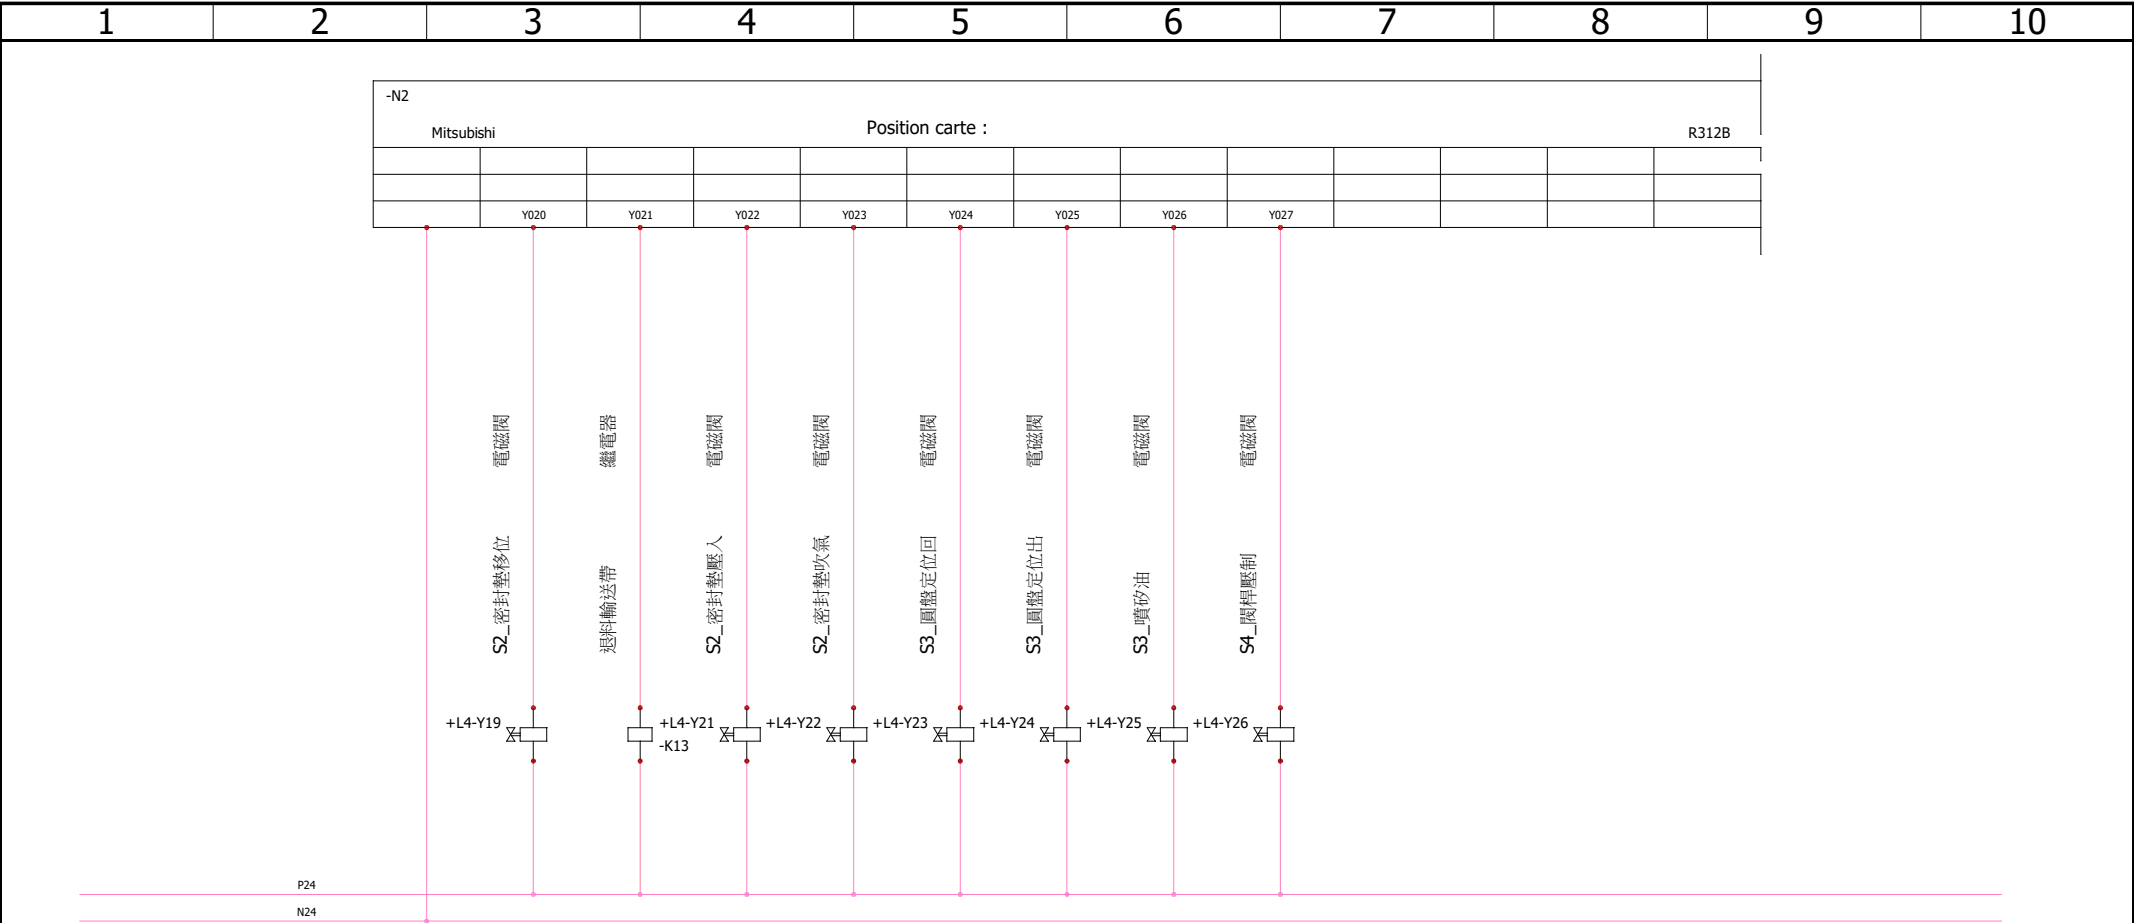 1 2 3 4 5 6 7 8 9 10
-N2
Mitsubishi Position carte : R312B
Y020 Y021 Y022 Y023 Y024 Y025 Y026 Y027
電磁閥
繼電器
電磁閥
電磁閥
電磁閥
電磁閥
電磁閥
電磁閥
S2_密封墊移位
退料輸送帶
S2_密封墊壓入
S2_密封墊吹氣
S3_圓盤定位回
S3_圓盤定位出
S3_噴矽油
S4_閥桿壓制
+L4-Y19 +L4-Y21 +L4-Y22 +L4-Y23 +L4-Y24 +L4-Y25 +L4-Y26
-K13
P24
N24